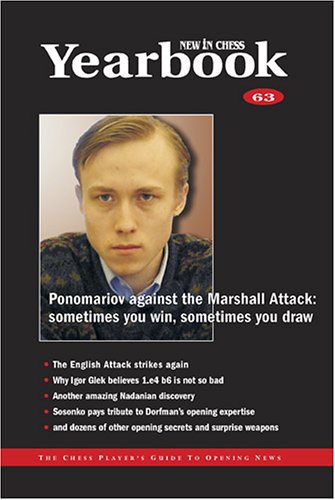 NEW IN CHESS
Yearbook
63
Ponomariov against the Marshall Attack:
sometimes you win, sometimes you draw
• The English Attack strikes again
• Why Igor Glek believes 1.e4 b6 is not so bad
• Another amazing Nadanian discovery
• Sosonko pays tribute to Dorfman's opening expertise
• and dozens of other opening secrets and surprise weapons
THE CHESS PLAYER'S GUIDE TO OPENING NEWS